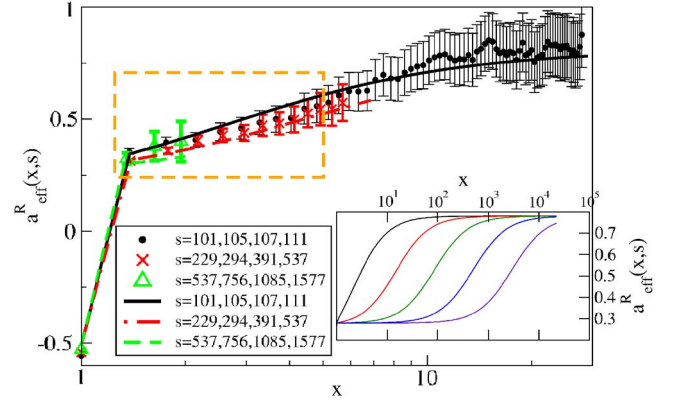 1
0.5
0
-0.5
a^R_eff(x,s)
1
10
x
s=101,105,107,111
s=229,294,391,537
s=537,756,1085,1577
s=101,105,107,111
s=229,294,391,537
s=537,756,1085,1577
x
10^1 10^2 10^3 10^4 10^5
0.7
0.6
0.5
0.4
0.3
a^R_eff(x,s)